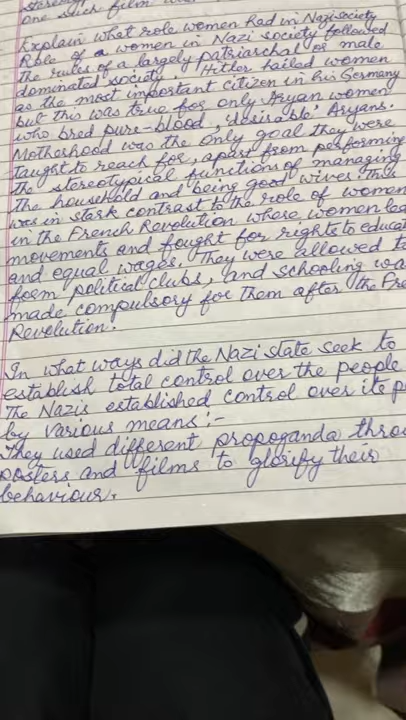 one such film
Explain what role women had in Nazi society
Role of a women in Nazi society followed
the rules of a largely patriarchal or male
dominated society. Hitler hailed women
as the most important citizen in his Germany
but this was true for only Aryan women
who bred pure-blood, 'desirable' Aryans.
Motherhood was the only goal they were
taught to reach for, apart from performing
the stereotypical functions of managing
the household and being good wives This
was in stark contrast to the role of women
in the French Revolution where women led
movements and fought for rights to educat
and equal wages. They were allowed to
form political clubs, and schooling was
made compulsory for them after the Fre
Revolution.
In what ways did the Nazi state seek to
establish total control over the people
The Nazis established control over its p
by various means :-
They used different propoganda throu
posters and films to glorify their
behaviour.